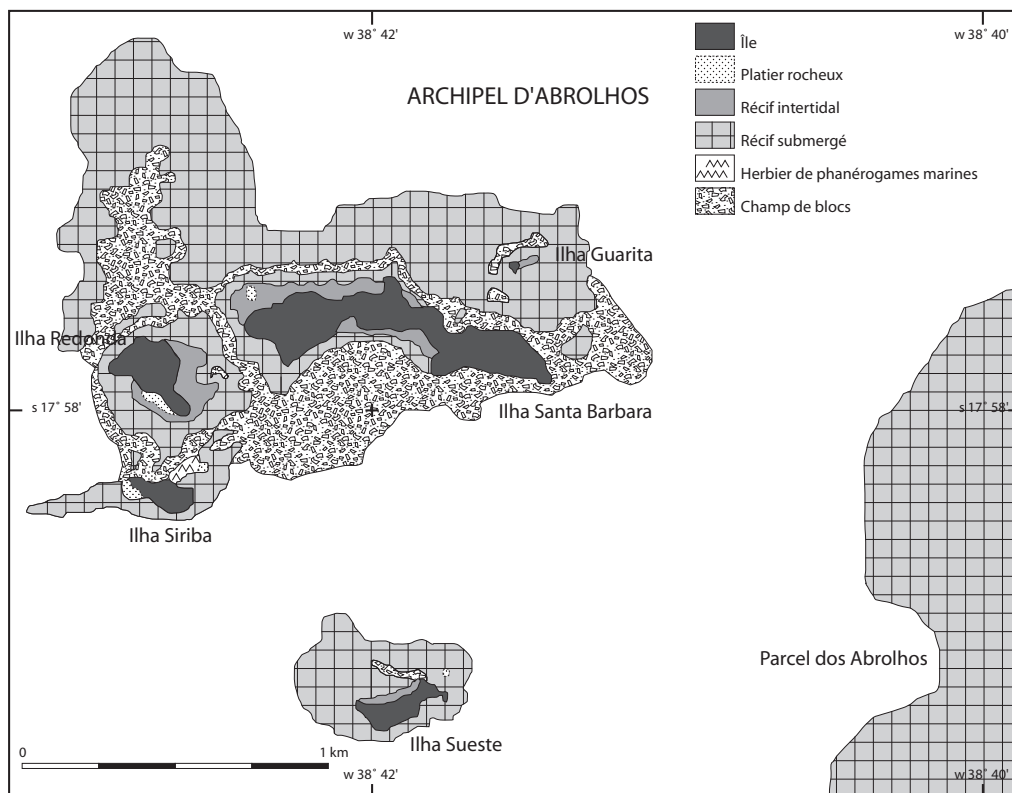 w 38° 42'
w 38° 40'
Île
Platier rocheux
ARCHIPEL D'ABROLHOS
Récif intertidal
Récif submergé
Herbier de phanérogames marines
Champ de blocs
Ilha Guarita
Ilha Redonda
s 17° 58'
Ilha Santa Barbara
s 17° 58'
Ilha Siriba
Parcel dos Abrolhos
Ilha Sueste
0
1 km
w 38° 42'
w 38° 40'